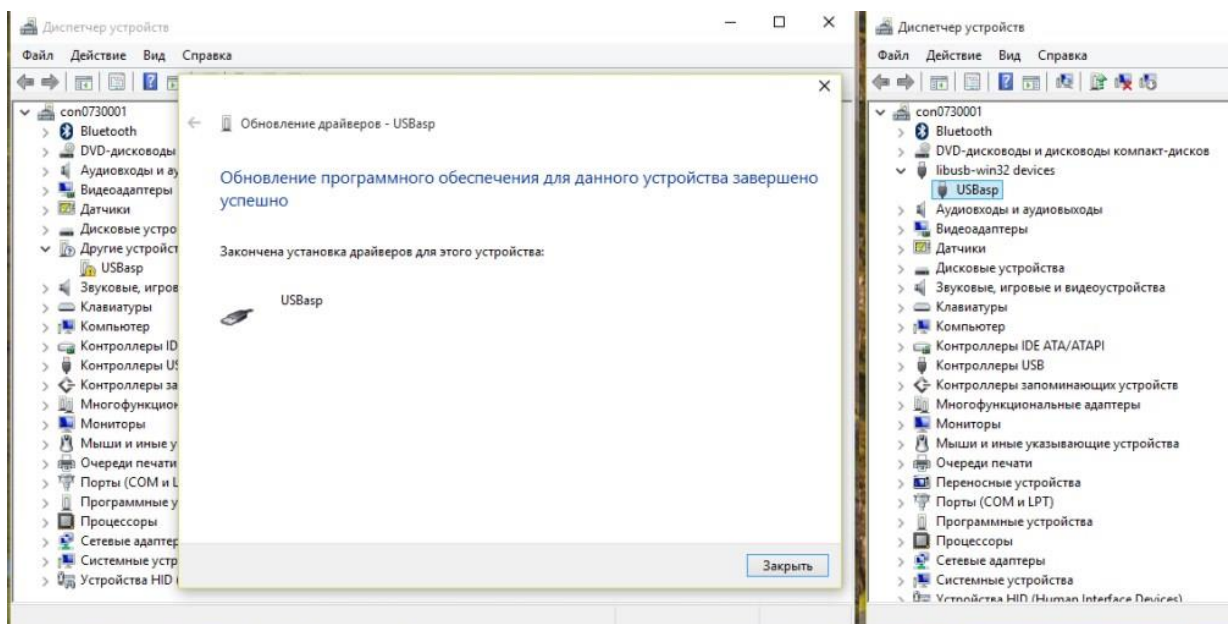 Диспетчер устройств
Файл Действие Вид Справка
con0730001
Bluetooth
DVD-дисководы
Аудиовходы и ау
Видеоадаптеры
Датчики
Дисковые устро
Другие устройст
USBasp
Звуковые, игров
Клавиатуры
Компьютер
Контроллеры ID
Контроллеры US
Контроллеры за
Многофункцион
Мониторы
Мыши и иные у
Очереди печати
Порты (COM и L
Программные у
Процессоры
Сетевые адаптер
Системные устр
Устройства HID (
Обновление драйверов - USBasp
Обновление программного обеспечения для данного устройства завершено
успешно
Закончена установка драйверов для этого устройства:
USBasp
Закрыть
Диспетчер устройств
Файл Действие Вид Справка
con0730001
Bluetooth
DVD-дисководы и дисководы компакт-дисков
libusb-win32 devices
USBasp
Аудиовходы и аудиовыходы
Видеоадаптеры
Датчики
Дисковые устройства
Звуковые, игровые и видеоустройства
Клавиатуры
Компьютер
Контроллеры IDE ATA/ATAPI
Контроллеры USB
Контроллеры запоминающих устройств
Многофункциональные адаптеры
Мониторы
Мыши и иные указывающие устройства
Очереди печати
Переносные устройства
Порты (COM и LPT)
Программные устройства
Процессоры
Сетевые адаптеры
Системные устройства
Устройства HID (Human Interface Devices)